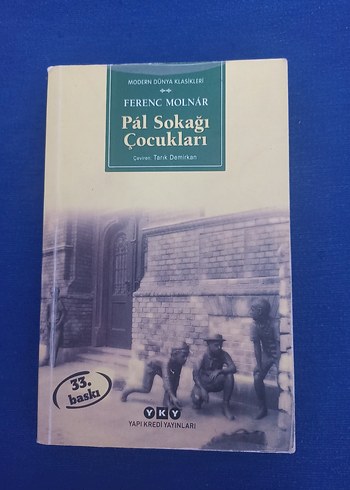 MODERN DÜNYA KLASİKLERİ
FERENC MOLNÁR
Pál Sokağı
Çocukları
Çeviren: Tarık Demirkan
33.
baskı
YKY
YAPI KREDİ YAYINLARI